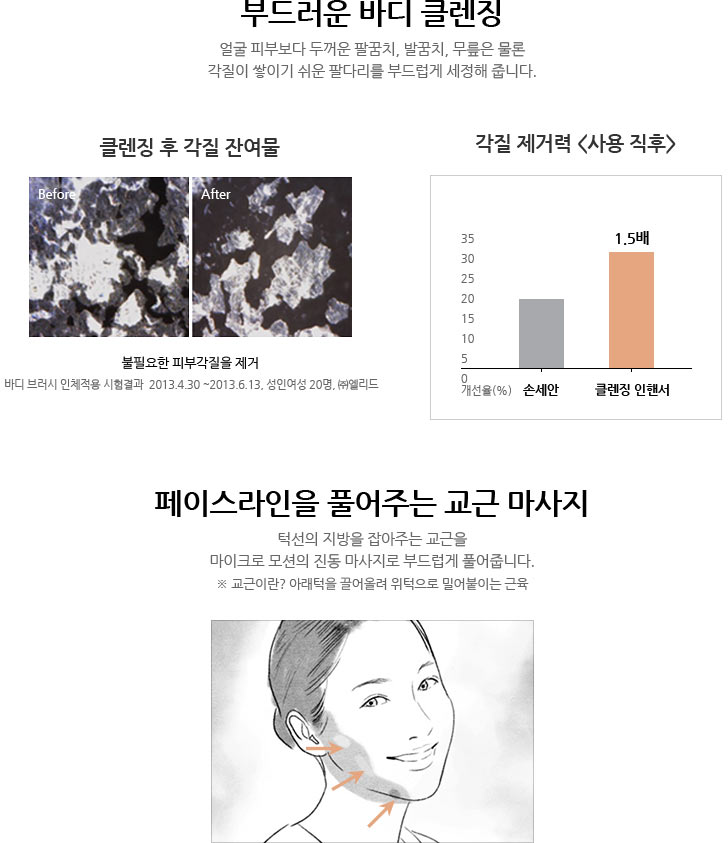 부드러운 바디 클렌징
얼굴 피부보다 두꺼운 팔꿈치, 발꿈치, 무릎은 물론
각질이 쌓이기 쉬운 팔다리를 부드럽게 세정해 줍니다.
클렌징 후 각질 잔여물
Before
After
불필요한 피부각질을 제거
바디 브러시 인체적용 시험결과 2013.4.30 ~2013.6.13, 성인여성 20명, ㈜엘리드
각질 제거력 <사용 직후>
1.5배
35
30
25
20
15
10
5
0
개선율(%)
손세안
클렌징 인핸서
페이스라인을 풀어주는 교근 마사지
턱선의 지방을 잡아주는 교근을
마이크로 모션의 진동 마사지로 부드럽게 풀어줍니다.
※ 교근이란? 아래턱을 끌어올려 위턱으로 밀어붙이는 근육